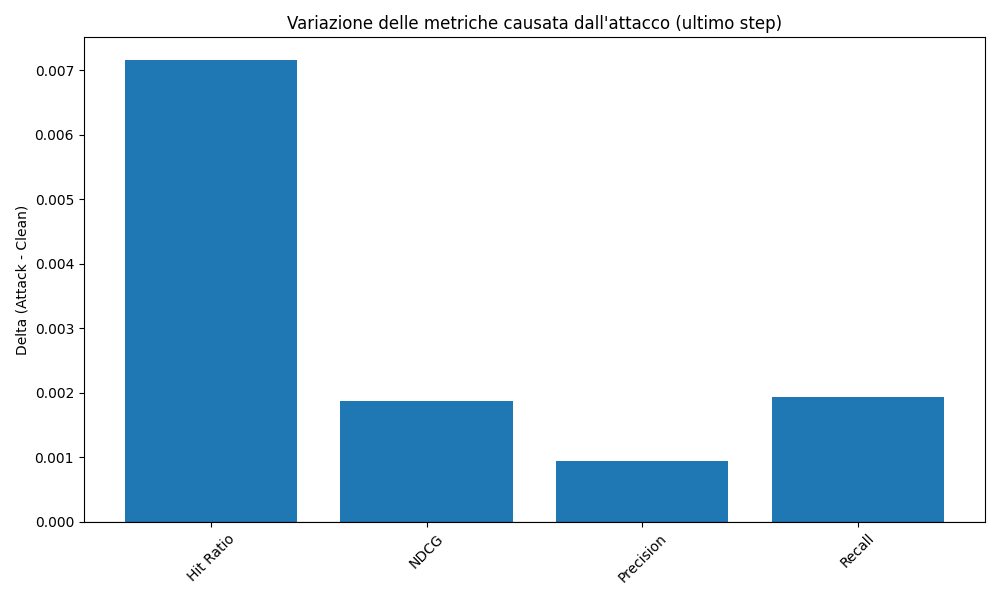 Variazione delle metriche causata dall'attacco (ultimo step)
Delta (Attack - Clean)
0.007
0.006
0.005
0.004
0.003
0.002
0.001
0.000
Hit Ratio
NDCG
Precision
Recall